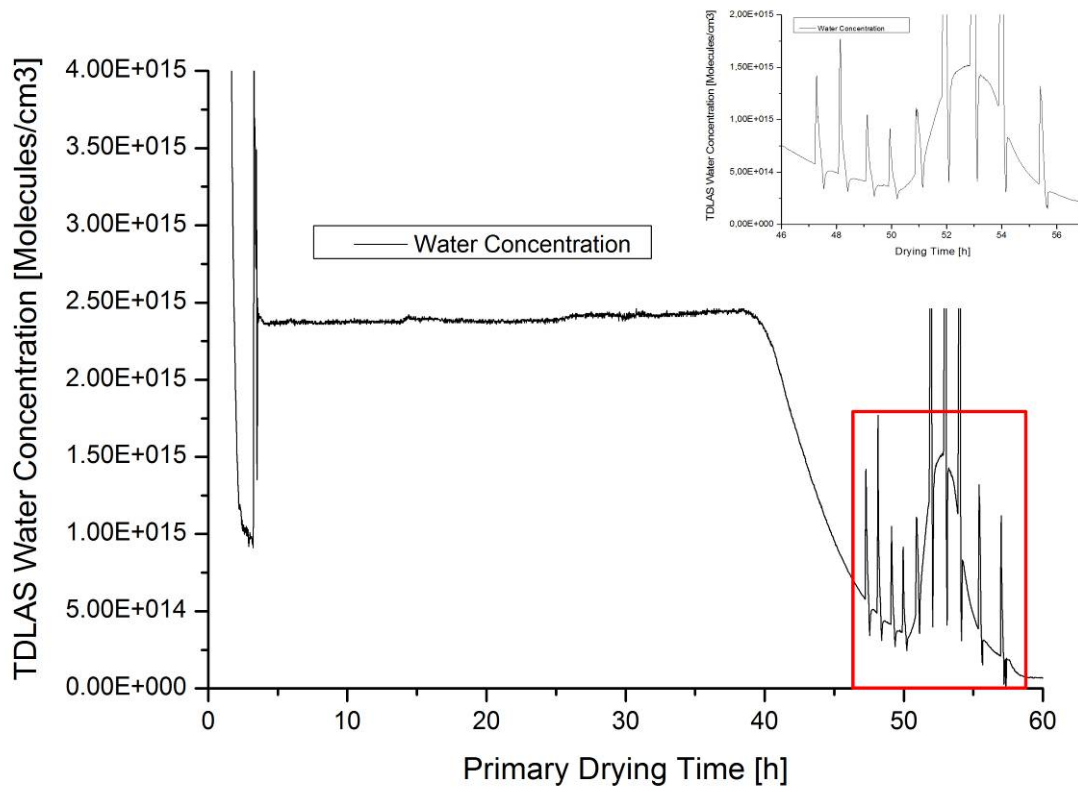 TDLAS Water Concentration [Molecules/cm3]
4.00E+015
3.50E+015
3.00E+015
2.50E+015
2.00E+015
1.50E+015
1.00E+015
5.00E+014
0.00E+000
Water Concentration
0 10 20 30 40 50 60
Primary Drying Time [h]
TDLAS Water Concentration [Molecules/cm3]
2,00E+015
1,50E+015
1,00E+015
5,00E+014
0,00E+000
Water Concentration
46 48 50 52 54 56
Drying Time [h]